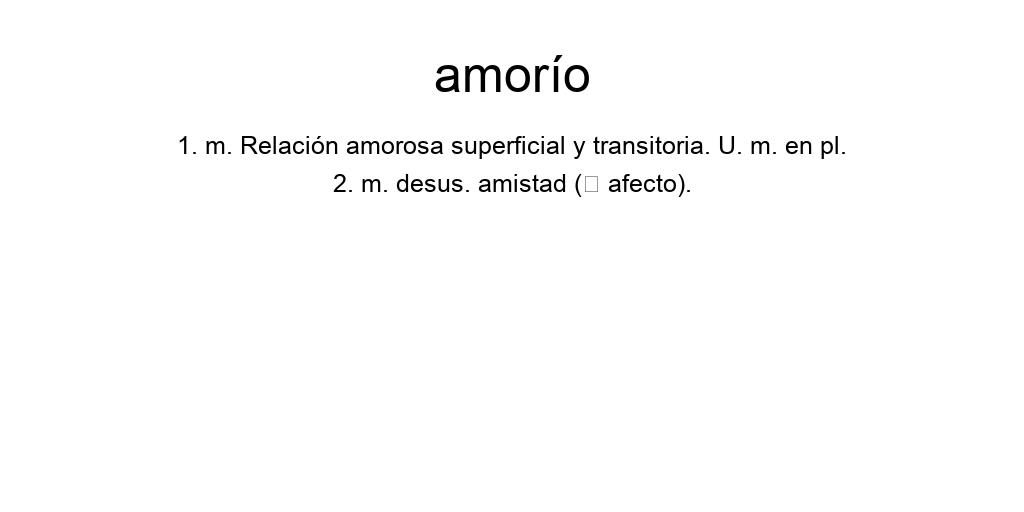 amorío
1. m. Relación amorosa superficial y transitoria. U. m. en pl.
2. m. desus. amistad (□ afecto).